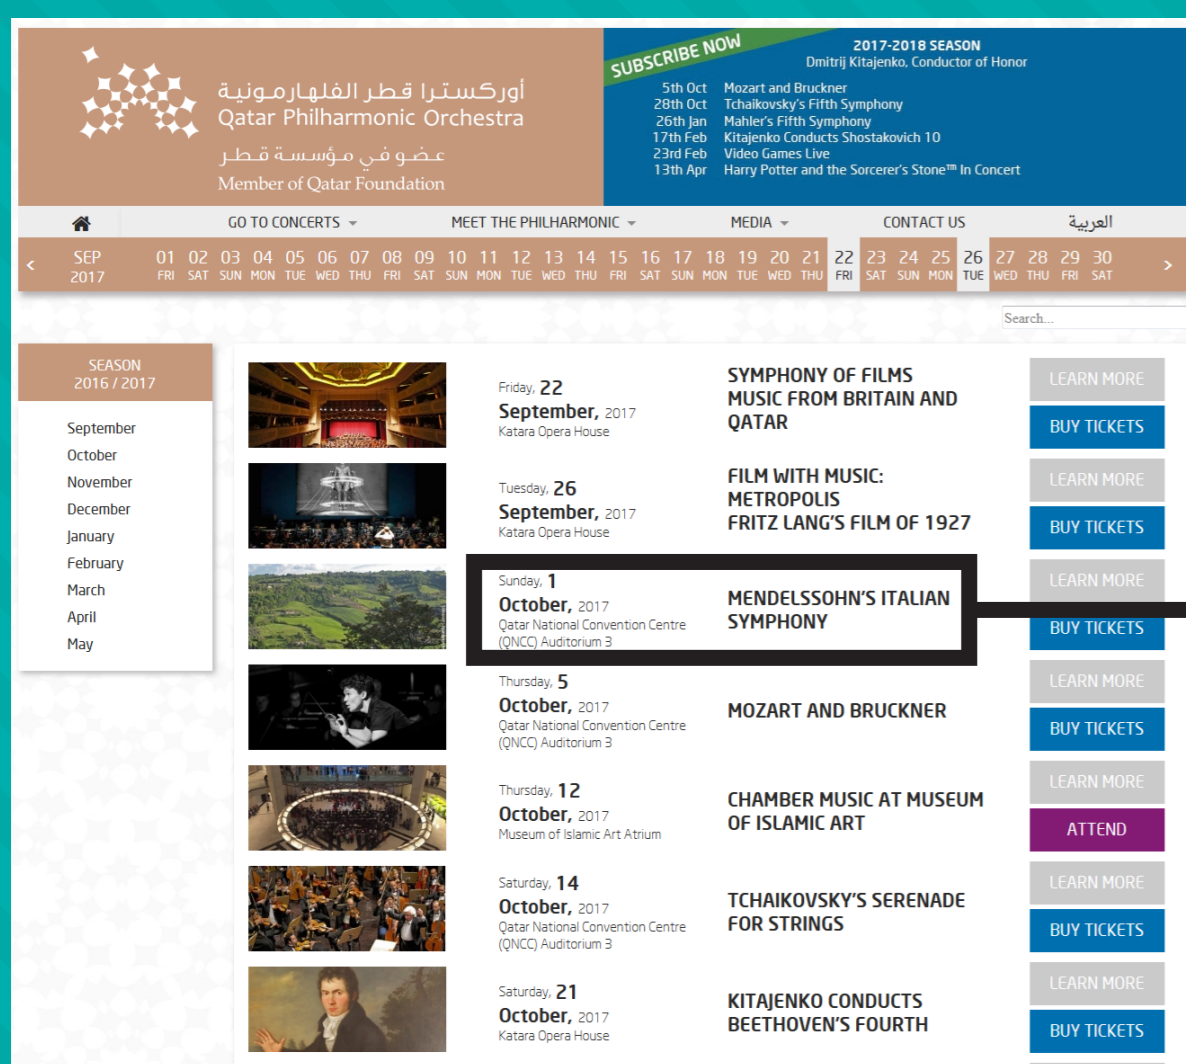 أوركسترا قطر الفلهارمونية
Qatar Philharmonic Orchestra
عضو في مؤسسة قطر
Member of Qatar Foundation
SUBSCRIBE NOW
2017-2018 SEASON
Dmitrij Kitajenko, Conductor of Honor
5th Oct Mozart and Bruckner
28th Oct Tchaikovsky's Fifth Symphony
26th Jan Mahler's Fifth Symphony
17th Feb Kitajenko Conducts Shostakovich 10
23rd Feb Video Games Live
13th Apr Harry Potter and the Sorcerer's Stone™ In Concert
GO TO CONCERTS MEET THE PHILHARMONIC MEDIA CONTACT US العربية
< SEP 01 02 03 04 05 06 07 08 09 10 11 12 13 14 15 16 17 18 19 20 21 22 23 24 25 26 27 28 29 30 >
2017 FRI SAT SUN MON TUE WED THU FRI SAT SUN MON TUE WED THU FRI SAT SUN MON TUE WED THU FRI SAT SUN MON TUE WED THU FRI SAT
Search...
SEASON
2016 / 2017
September
October
November
December
January
February
March
April
May
Friday, 22
September, 2017
Katara Opera House
SYMPHONY OF FILMS
MUSIC FROM BRITAIN AND
QATAR
LEARN MORE
BUY TICKETS
Tuesday, 26
September, 2017
Katara Opera House
FILM WITH MUSIC:
METROPOLIS
FRITZ LANG'S FILM OF 1927
LEARN MORE
BUY TICKETS
Sunday, 1
October, 2017
Qatar National Convention Centre
(QNCC) Auditorium 3
MENDELSSOHN'S ITALIAN
SYMPHONY
LEARN MORE
BUY TICKETS
Thursday, 5
October, 2017
Qatar National Convention Centre
(QNCC) Auditorium 3
MOZART AND BRUCKNER
LEARN MORE
BUY TICKETS
Thursday, 12
October, 2017
Museum of Islamic Art Atrium
CHAMBER MUSIC AT MUSEUM
OF ISLAMIC ART
LEARN MORE
ATTEND
Saturday, 14
October, 2017
Qatar National Convention Centre
(QNCC) Auditorium 3
TCHAIKOVSKY'S SERENADE
FOR STRINGS
LEARN MORE
BUY TICKETS
Saturday, 21
October, 2017
Katara Opera House
KITAJENKO CONDUCTS
BEETHOVEN'S FOURTH
LEARN MORE
BUY TICKETS